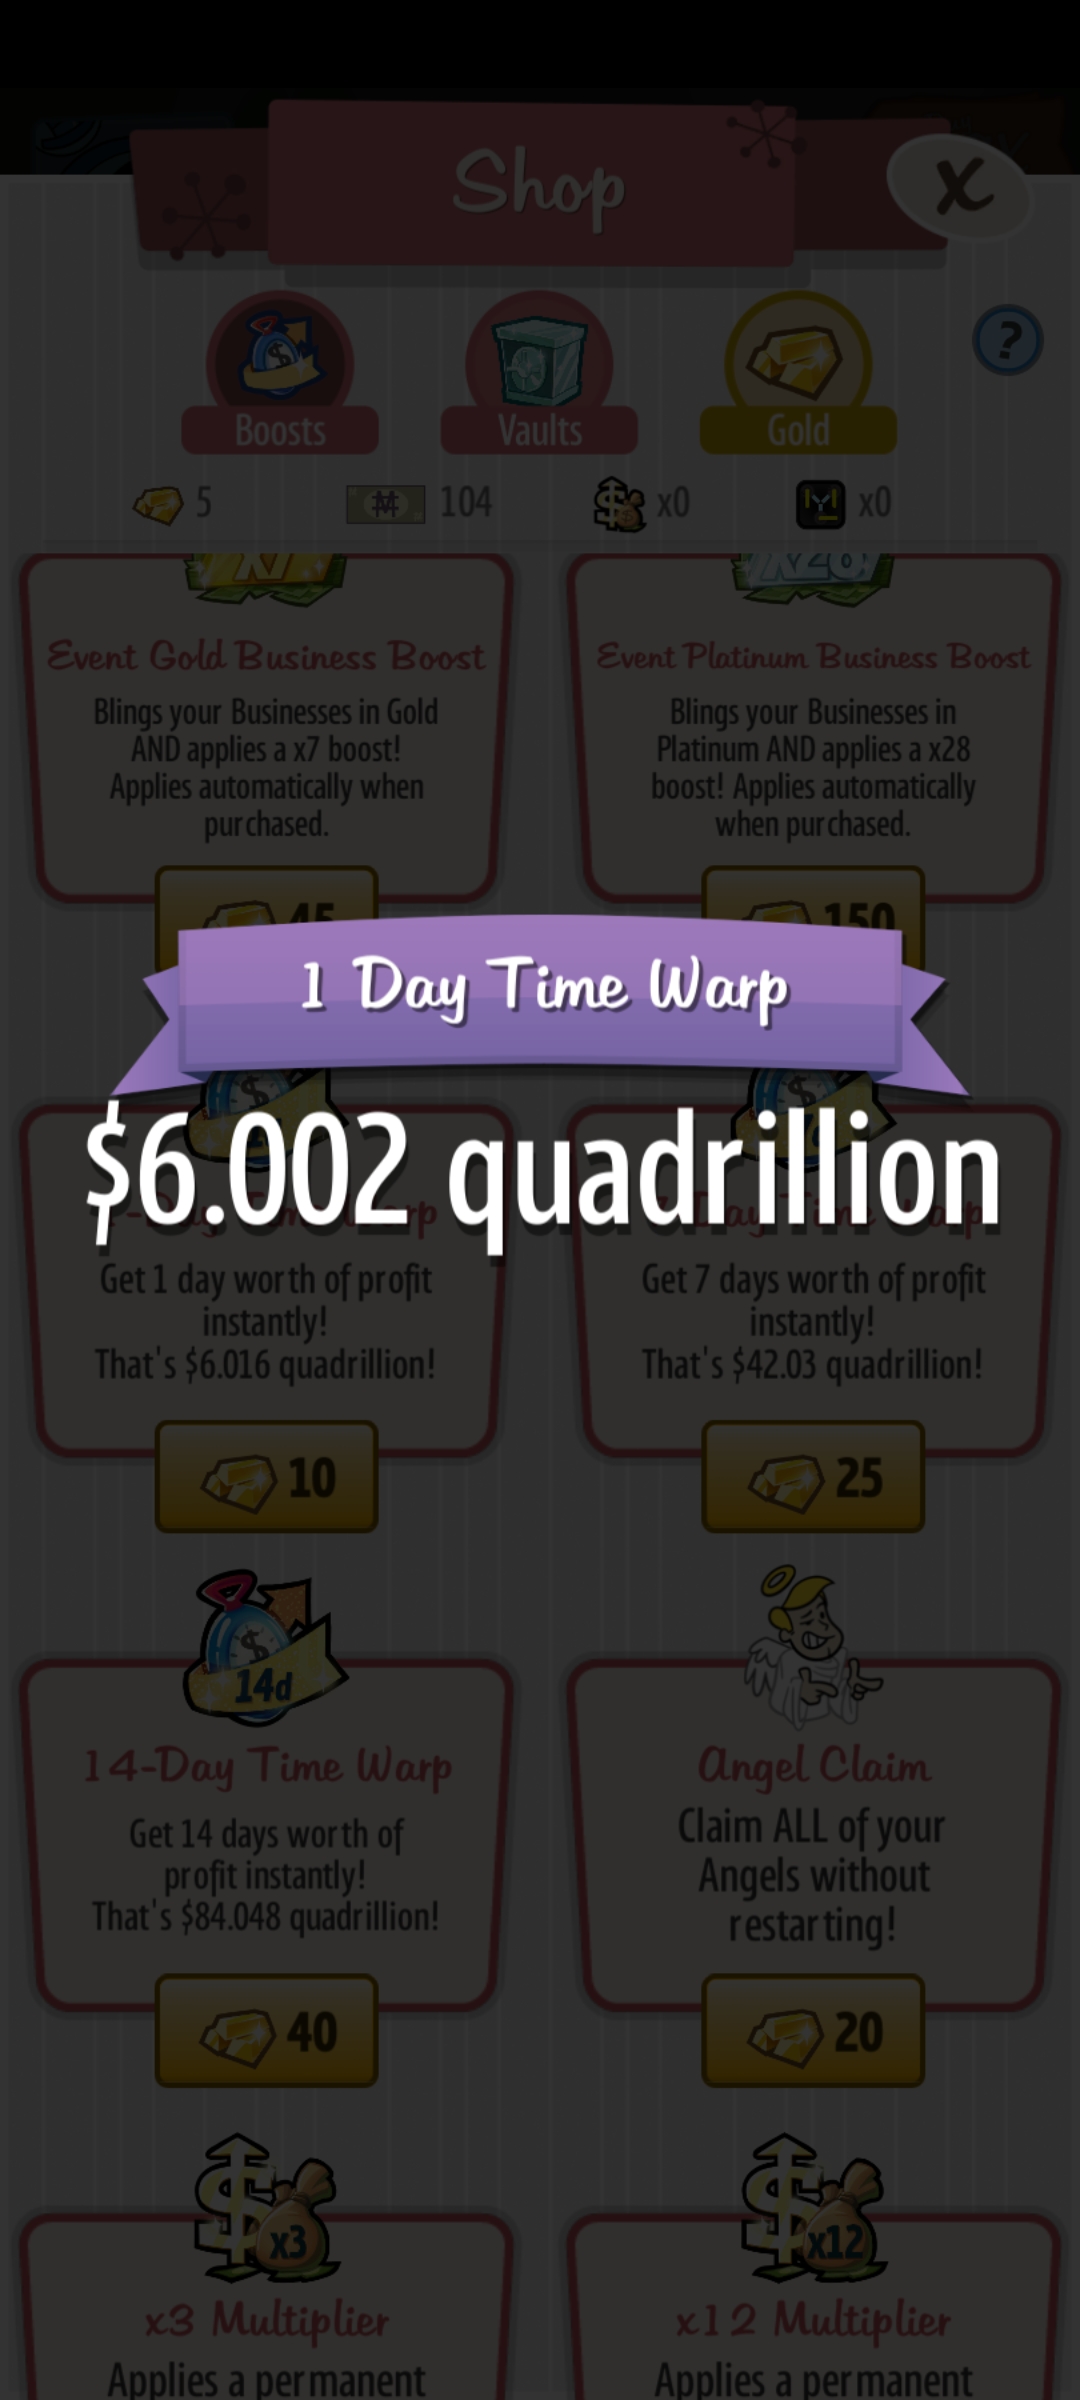 Shop
X
?
Boosts
Vaults
Gold
5
104
x0
x0
x7
x28
Event Gold Business Boost
Event Platinum Business Boost
Blings your Businesses in Gold
AND applies a x7 boost!
Applies automatically when
purchased.
Blings your Businesses in
Platinum AND applies a x28
boost! Applies automatically
when purchased.
45
150
1 Day Time Warp
$6.002 quadrillion
Get 1 day worth of profit
instantly!
That's $6.016 quadrillion!
Get 7 days worth of profit
instantly!
That's $42.03 quadrillion!
10
25
14d
14-Day Time Warp
Angel Claim
Get 14 days worth of
profit instantly!
That's $84.048 quadrillion!
Claim ALL of your
Angels without
restarting!
40
20
x3
x12
x3 Multiplier
x12 Multiplier
Applies a permanent
Applies a permanent